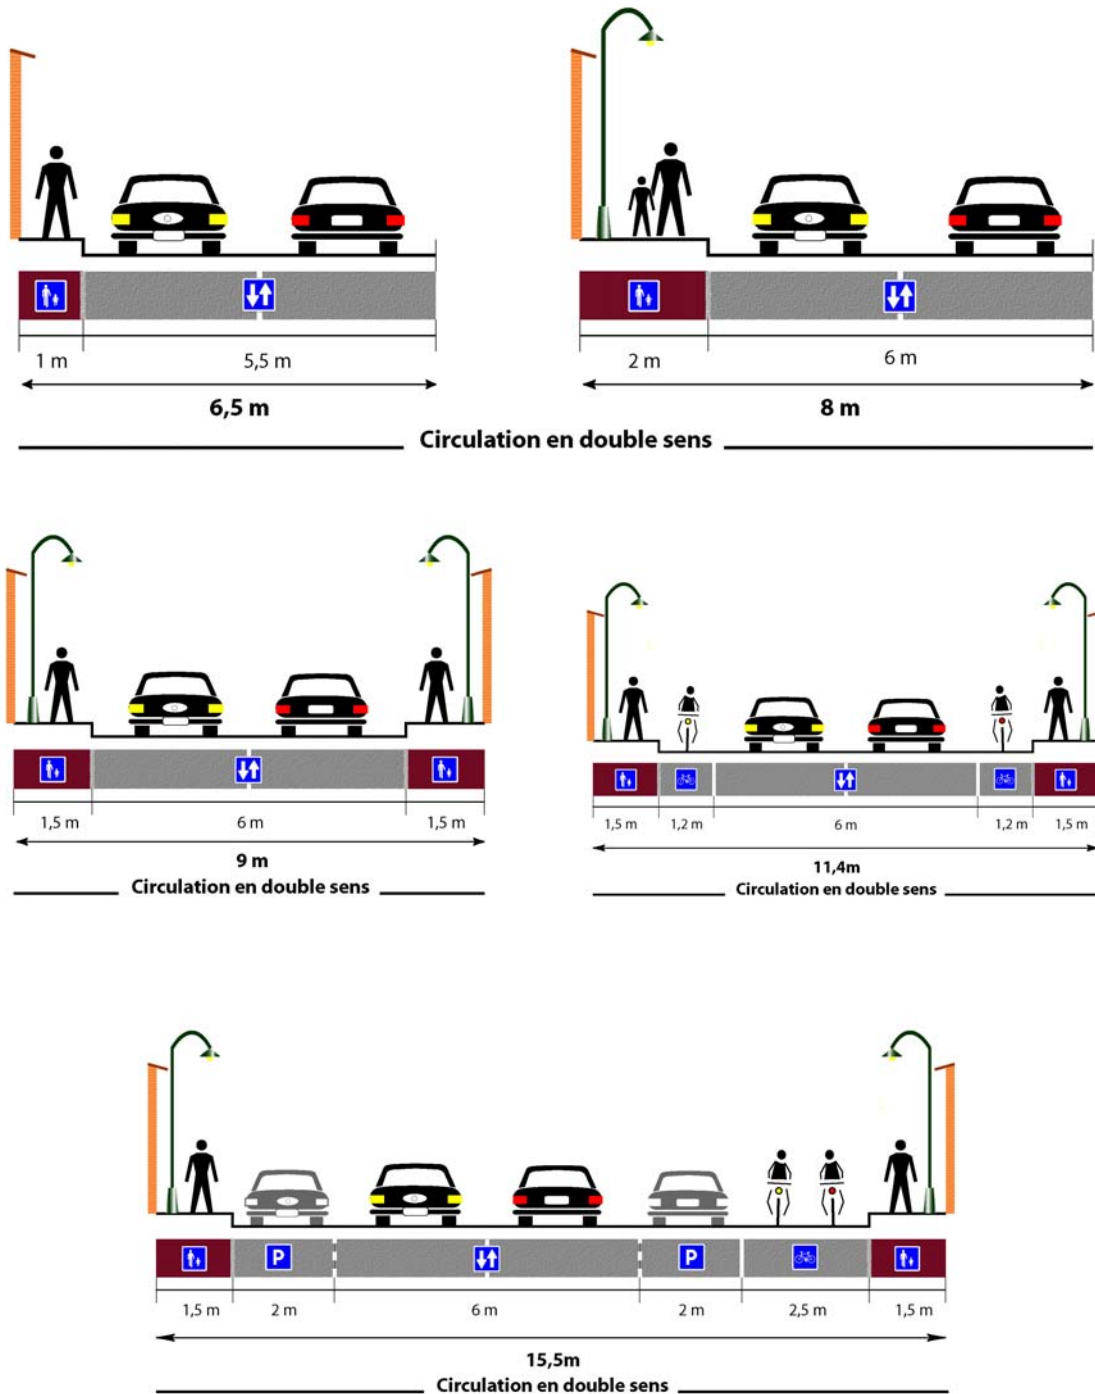 1 m 5,5 m
6,5 m
2 m 6 m
8 m
Circulation en double sens
1,5 m 6 m 1,5 m
9 m
Circulation en double sens
1,5 m 1,2 m 6 m 1,2 m 1,5 m
11,4m
Circulation en double sens
P P
1,5 m 2 m 6 m 2 m 2,5 m 1,5 m
15,5m
Circulation en double sens